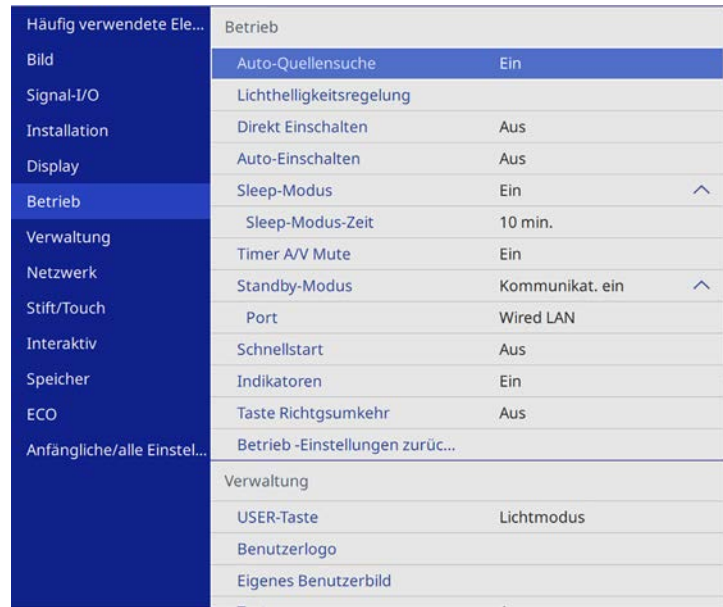 Häufig verwendete Ele...
Bild
Signal-I/O
Installation
Display
Betrieb
Verwaltung
Netzwerk
Stift/Touch
Interaktiv
Speicher
ECO
Anfängliche/alle Einstel...
Betrieb
Auto-Quellensuche Ein
Lichthelligkeitsregelung
Direkt Einschalten Aus
Auto-Einschalten Aus
Sleep-Modus Ein
Sleep-Modus-Zeit 10 min.
Timer A/V Mute Ein
Standby-Modus Kommunikat. ein
Port Wired LAN
Schnellstart Aus
Indikatoren Ein
Taste Richtgsumkehr Aus
Betrieb -Einstellungen zurüc...
Verwaltung
USER-Taste Lichtmodus
Benutzerlogo
Eigenes Benutzerbild